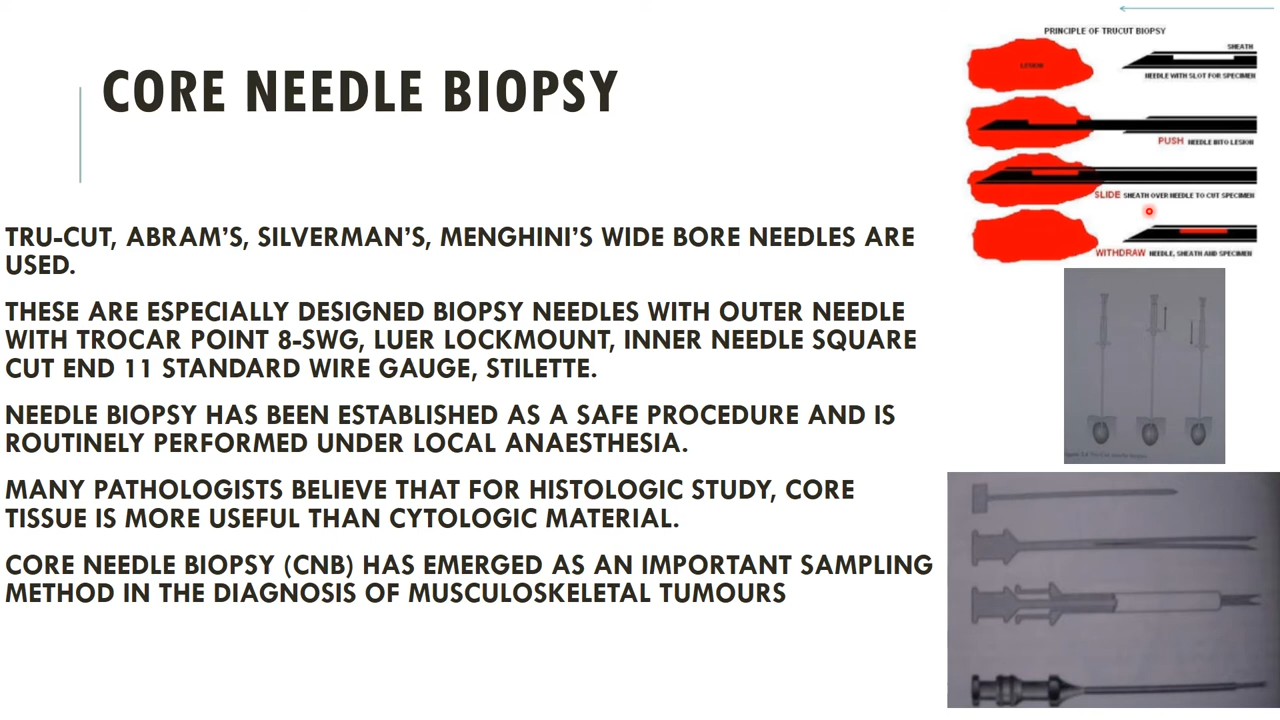 CORE NEEDLE BIOPSY
TRU-CUT, ABRAM’S, SILVERMAN’S, MENGHINI’S WIDE BORE NEEDLES ARE
USED.
THESE ARE ESPECIALLY DESIGNED BIOPSY NEEDLES WITH OUTER NEEDLE
WITH TROCAR POINT 8-SWG, LUER LOCKMOUNT, INNER NEEDLE SQUARE
CUT END 11 STANDARD WIRE GAUGE, STILETTE.
NEEDLE BIOPSY HAS BEEN ESTABLISHED AS A SAFE PROCEDURE AND IS
ROUTINELY PERFORMED UNDER LOCAL ANAESTHESIA.
MANY PATHOLOGISTS BELIEVE THAT FOR HISTOLOGIC STUDY, CORE
TISSUE IS MORE USEFUL THAN CYTOLOGIC MATERIAL.
CORE NEEDLE BIOPSY (CNB) HAS EMERGED AS AN IMPORTANT SAMPLING
METHOD IN THE DIAGNOSIS OF MUSCULOSKELETAL TUMOURS
PRINCIPLE OF TRUCUT BIOPSY
SHEATH
LESION
NEEDLE WITH SLOT FOR SPECIMEN
PUSH NEEDLE INTO LESION
SLIDE SHEATH OVER NEEDLE TO CUT SPECIMEN
WITHDRAW NEEDLE, SHEATH AND SPECIMEN